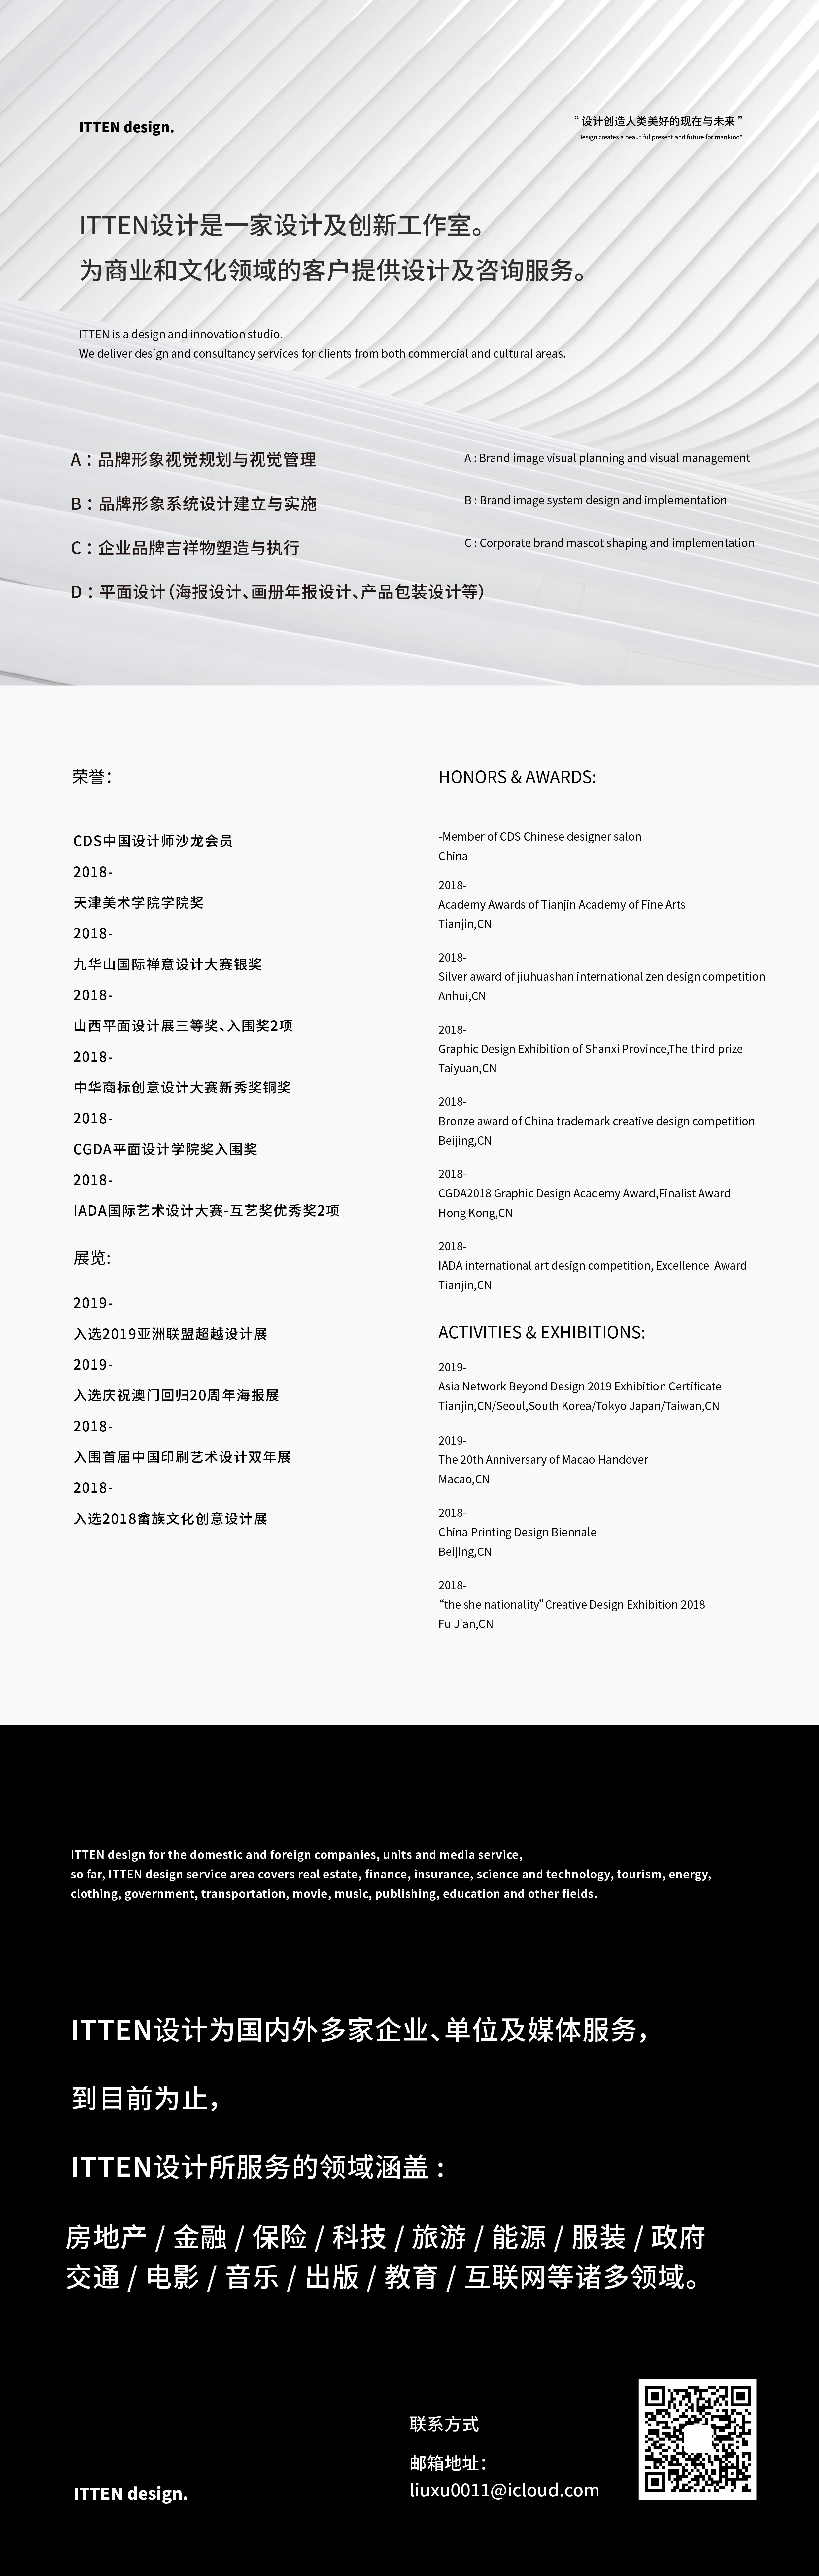 ITTEN design.
“ 设计创造人类美好的现在与未来 ”
"Design creates a beautiful present and future for mankind"
ITTEN设计是一家设计及创新工作室。
为商业和文化领域的客户提供设计及咨询服务。
ITTEN is a design and innovation studio.
We deliver design and consultancy services for clients from both commercial and cultural areas.
A：品牌形象视觉规划与视觉管理
B：品牌形象系统设计建立与实施
C：企业品牌吉祥物塑造与执行
D：平面设计（海报设计、画册年报设计、产品包装设计等）
A : Brand image visual planning and visual management
B : Brand image system design and implementation
C : Corporate brand mascot shaping and implementation
荣誉：
CDS中国设计师沙龙会员
2018-
天津美术学院学院奖
2018-
九华山国际禅意设计大赛银奖
2018-
山西平面设计展三等奖、入围奖2项
2018-
中华商标创意设计大赛新秀奖铜奖
2018-
CGDA平面设计学院奖入围奖
2018-
IADA国际艺术设计大赛-互艺奖优秀奖2项
展览:
2019-
入选2019亚洲联盟超越设计展
2019-
入选庆祝澳门回归20周年海报展
2018-
入围首届中国印刷艺术设计双年展
2018-
入选2018畲族文化创意设计展
HONORS & AWARDS:
-Member of CDS Chinese designer salon
China
2018-
Academy Awards of Tianjin Academy of Fine Arts
Tianjin,CN
2018-
Silver award of jiuhuashan international zen design competition
Anhui,CN
2018-
Graphic Design Exhibition of Shanxi Province,The third prize
Taiyuan,CN
2018-
Bronze award of China trademark creative design competition
Beijing,CN
2018-
CGDA2018 Graphic Design Academy Award,Finalist Award
Hong Kong,CN
2018-
IADA international art design competition, Excellence  Award
Tianjin,CN
ACTIVITIES & EXHIBITIONS:
2019-
Asia Network Beyond Design 2019 Exhibition Certificate
Tianjin,CN/Seoul,South Korea/Tokyo Japan/Taiwan,CN
2019-
The 20th Anniversary of Macao Handover
Macao,CN
2018-
China Printing Design Biennale
Beijing,CN
2018-
“the she nationality”Creative Design Exhibition 2018
Fu Jian,CN
ITTEN design for the domestic and foreign companies, units and media service,
so far, ITTEN design service area covers real estate, finance, insurance, science and technology, tourism, energy,
clothing, government, transportation, movie, music, publishing, education and other fields.
ITTEN设计为国内外多家企业、单位及媒体服务，
到目前为止，
ITTEN设计所服务的领域涵盖：
房地产 / 金融 / 保险 / 科技 / 旅游 / 能源 / 服装 / 政府
交通 / 电影 / 音乐 / 出版 / 教育 / 互联网等诸多领域。
联系方式
邮箱地址：
liuxu0011@icloud.com
ITTEN design.